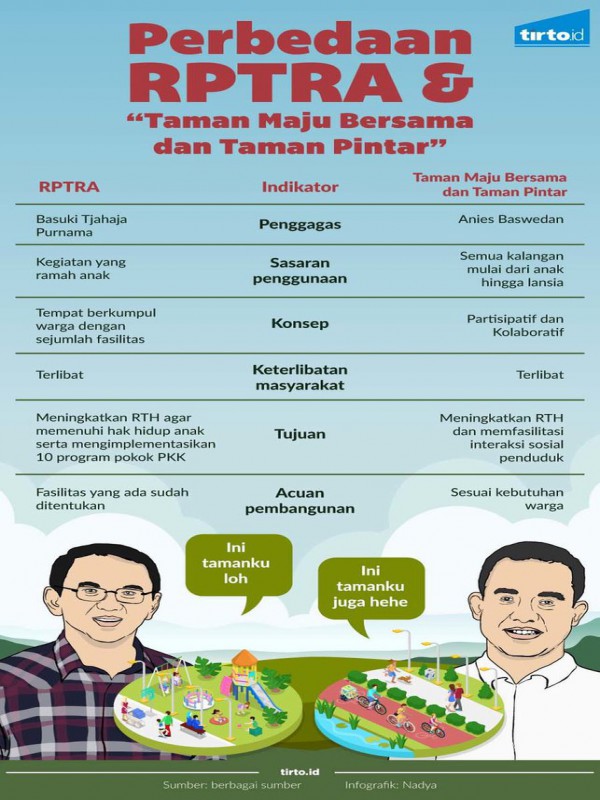 tirto.id
Perbedaan
RPTRA &
“Taman Maju Bersama
dan Taman Pintar”
RPTRA
Indikator
Taman Maju Bersama
dan Taman Pintar
Basuki Tjahaja
Purnama
Penggagas
Anies Baswedan
Kegiatan yang
ramah anak
Sasaran
penggunaan
Semua kalangan
mulai dari anak
hingga lansia
Tempat berkumpul
warga dengan
sejumlah fasilitas
Konsep
Partisipatif dan
Kolaboratif
Terlibat
Keterlibatan
masyarakat
Terlibat
Meningkatkan RTH agar
memenuhi hak hidup anak
serta mengimplementasikan
10 program pokok PKK
Tujuan
Meningkatkan RTH
dan memfasilitasi
interaksi sosial
penduduk
Fasilitas yang ada sudah
ditentukan
Acuan
pembangunan
Sesuai kebutuhan
warga
Ini
tamanku
loh
Ini
tamanku
juga hehe
tirto.id
Sumber: berbagai sumber
Infografik: Nadya